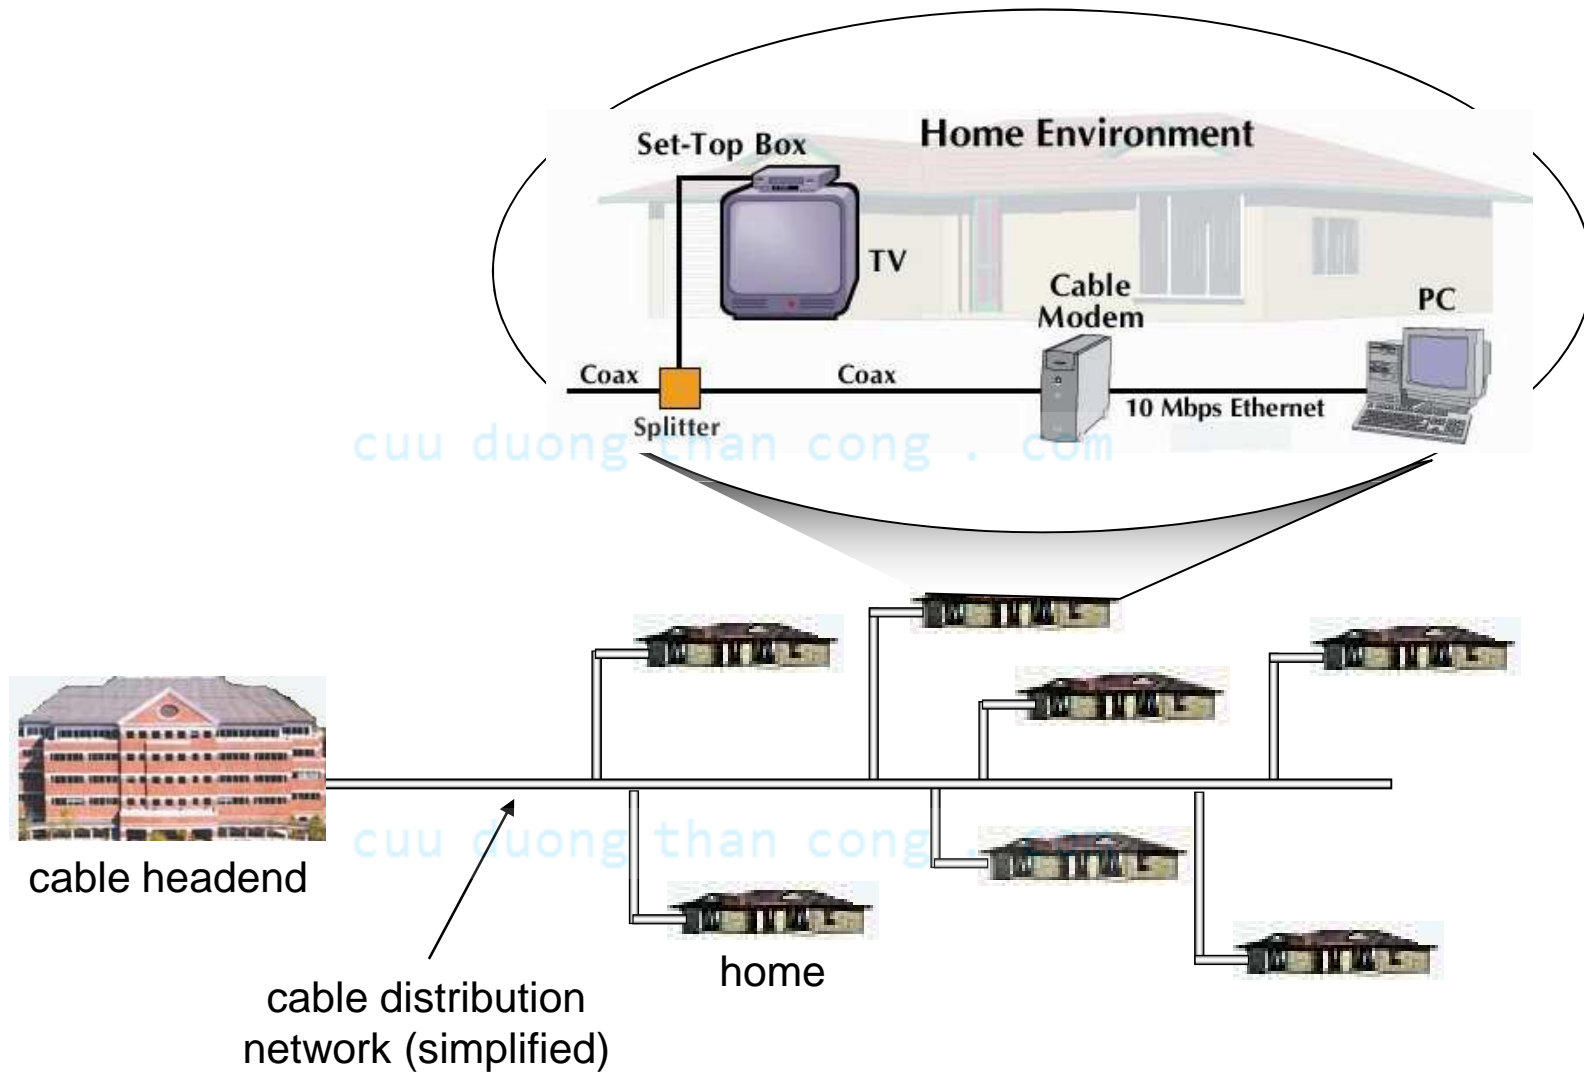 Home Environment
Set-Top Box
TV
Cable
Modem
PC
Coax
Coax
10 Mbps Ethernet
Splitter
cuu duong than cong . com
cuu duong than cong . com
cable headend
home
cable distribution
network (simplified)